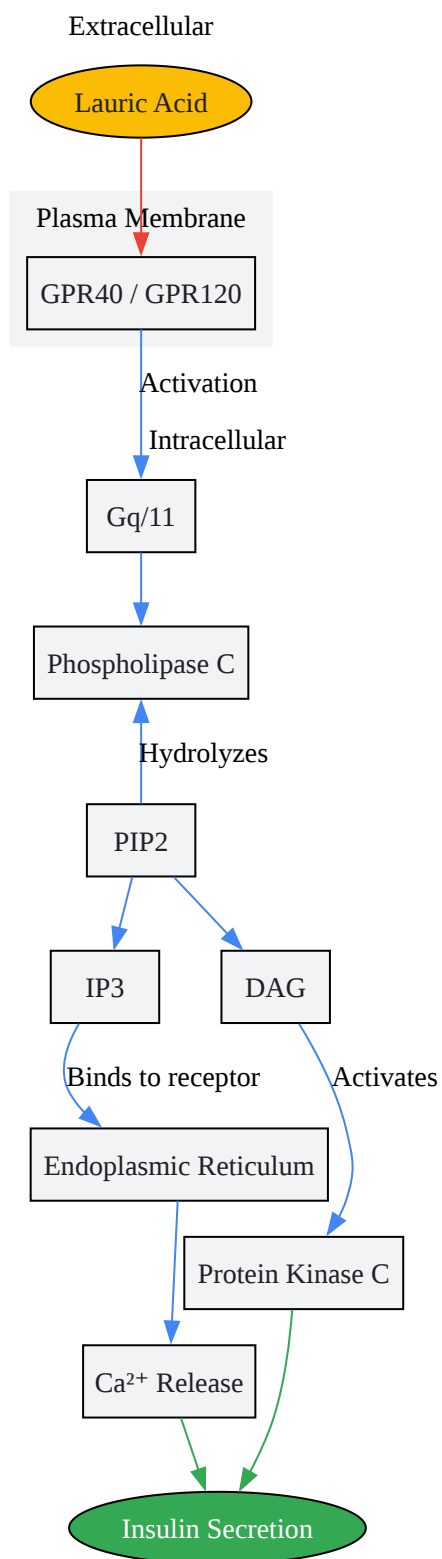 Extracellular
Lauric Acid
Plasma Membrane
GPR40 / GPR120
Activation
Intracellular
Gq/11
Phospholipase C
Hydrolyzes
PIP2
IP3
DAG
Binds to receptor
Activates
Endoplasmic Reticulum
Protein Kinase C
Ca²⁺ Release
Insulin Secretion